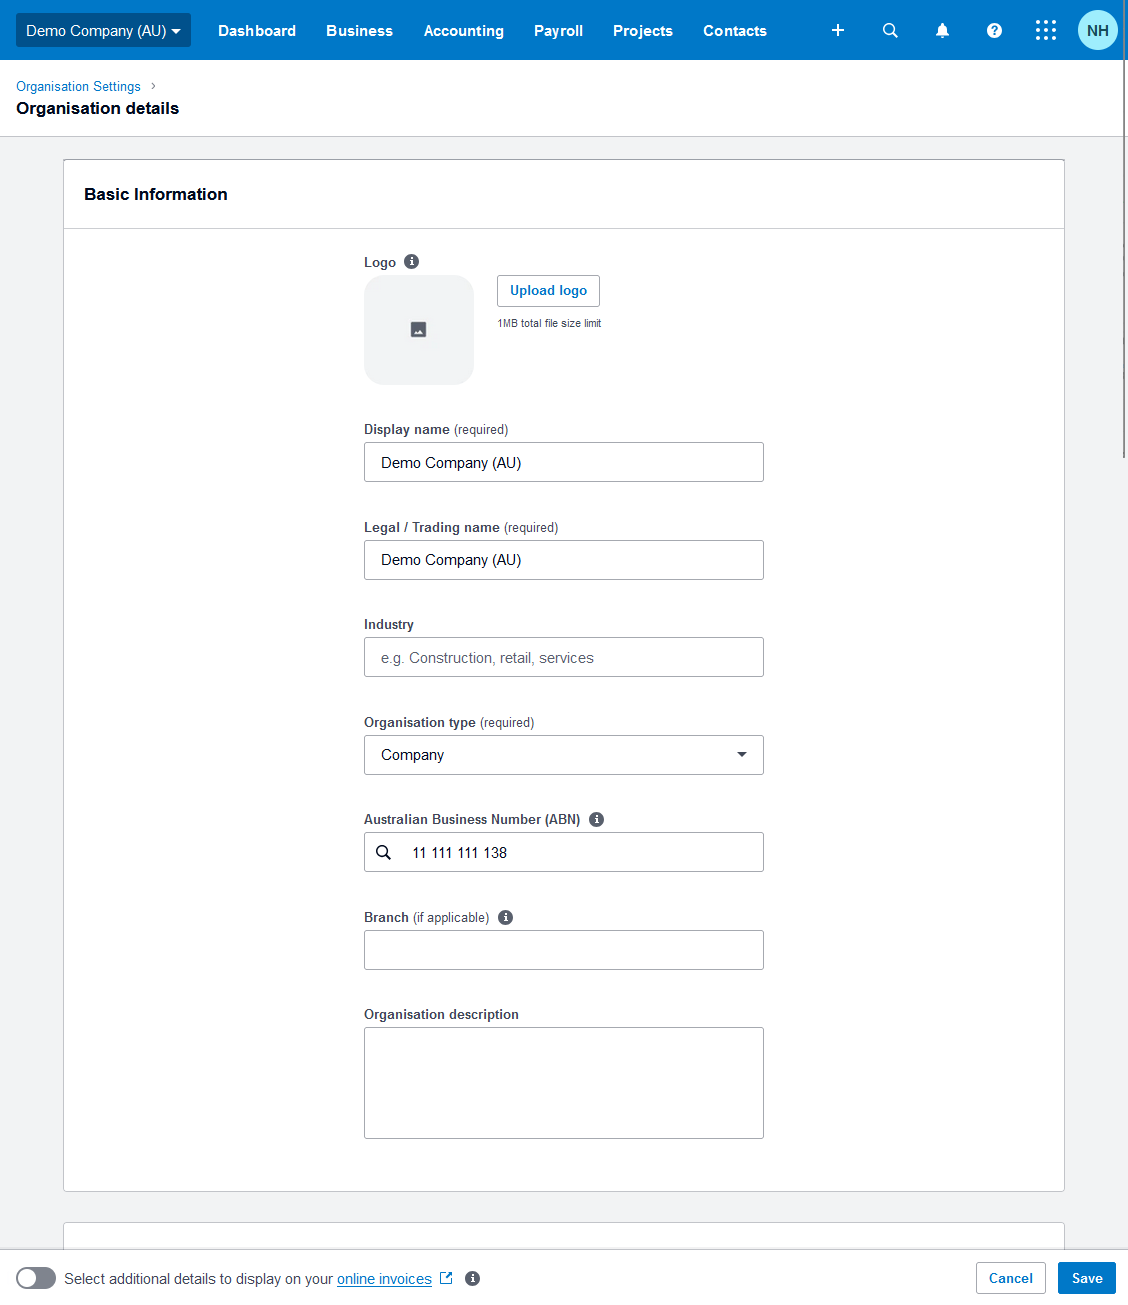 Demo Company (AU) Dashboard Business Accounting Payroll Projects Contacts NH
Organisation Settings
Organisation details
Basic Information
Logo
Upload logo
1MB total file size limit
Display name (required)
Demo Company (AU)
Legal / Trading name (required)
Demo Company (AU)
Industry
e.g. Construction, retail, services
Organisation type (required)
Company
Australian Business Number (ABN)
11 111 111 138
Branch (if applicable)
Organisation description
Select additional details to display on your online invoices Cancel Save